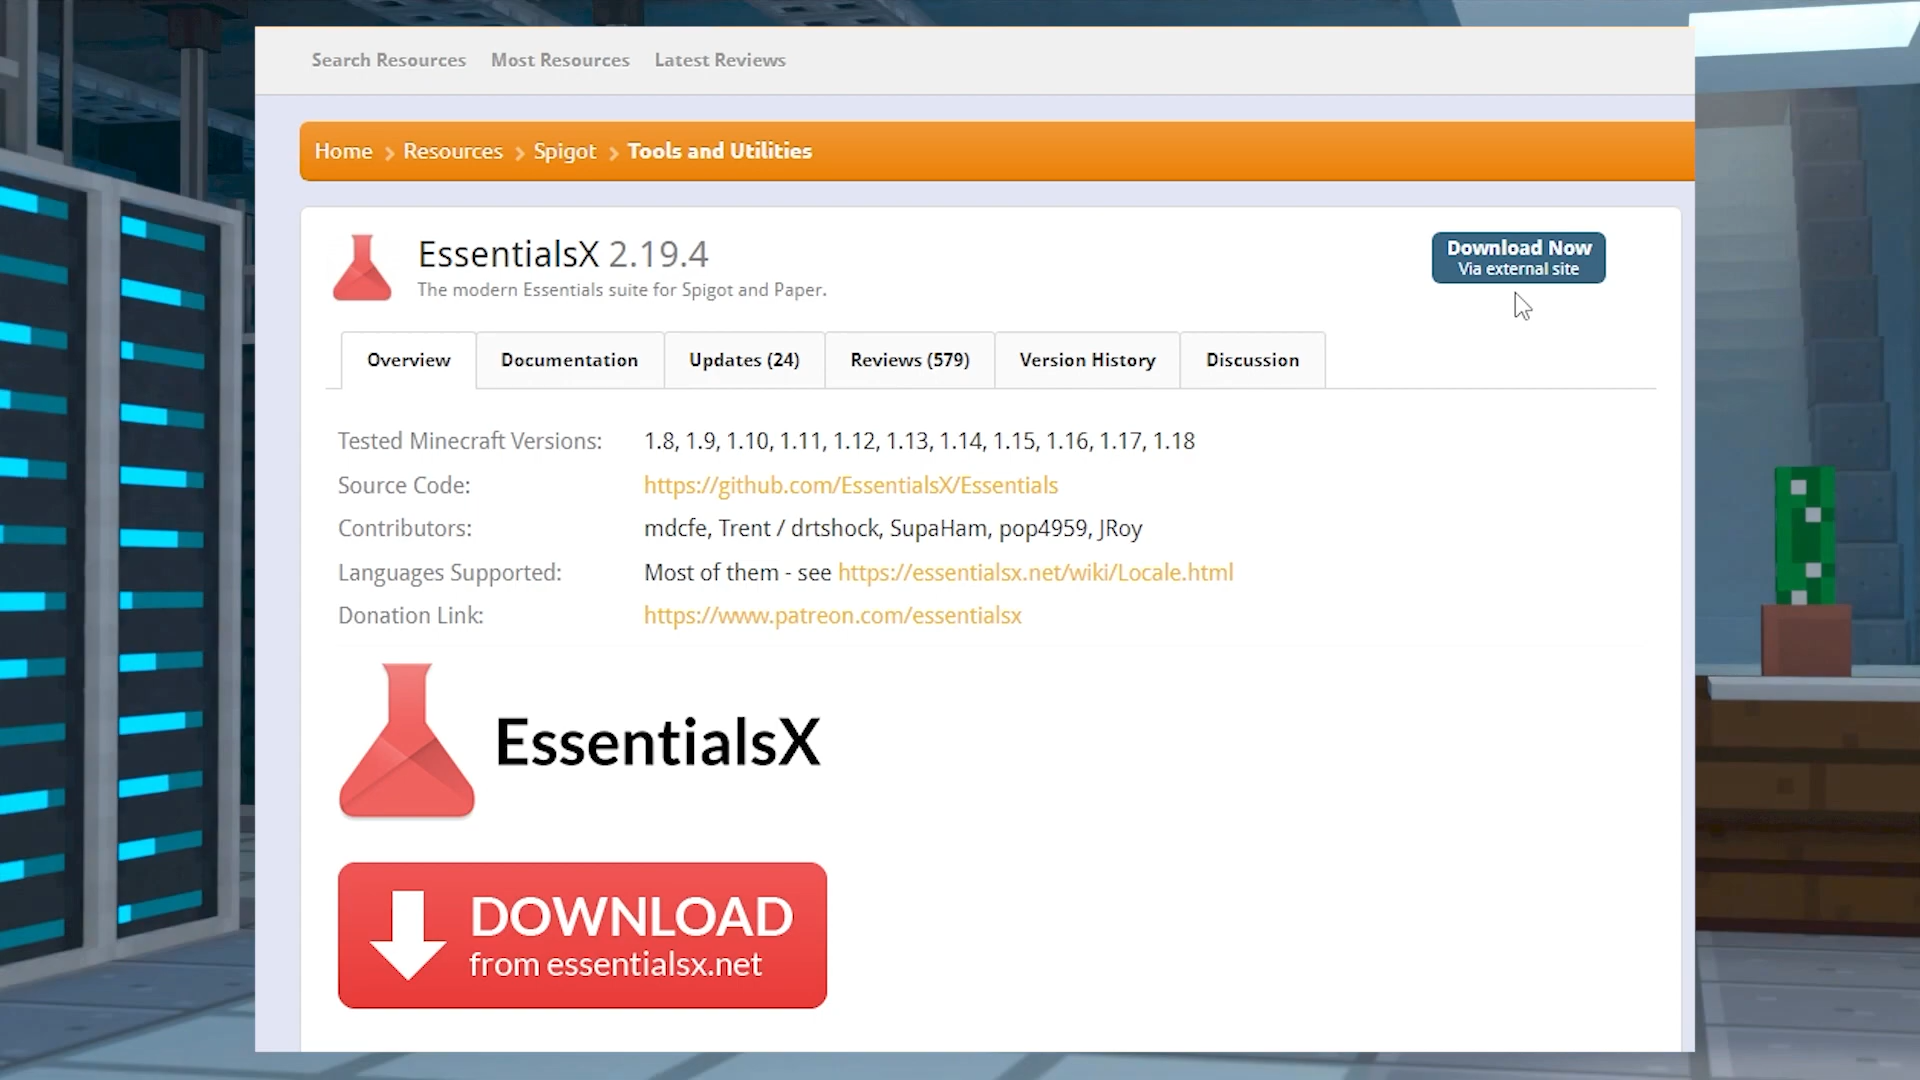 Search Resources Most Resources Latest Reviews
Home Resources Spigot Tools and Utilities
EssentialsX 2.19.4
The modern Essentials suite for Spigot and Paper.
Download Now
Via external site
Overview Documentation Updates (24) Reviews (579) Version History Discussion
Tested Minecraft Versions: 1.8, 1.9, 1.10, 1.11, 1.12, 1.13, 1.14, 1.15, 1.16, 1.17, 1.18
Source Code: https://github.com/EssentialsX/Essentials
Contributors: mdcfe, Trent / drtshock, SupaHam, pop4959, JRoy
Languages Supported: Most of them - see https://essentialsx.net/wiki/Locale.html
Donation Link: https://www.patreon.com/essentialsx
EssentialsX
DOWNLOAD
from essentialsx.net